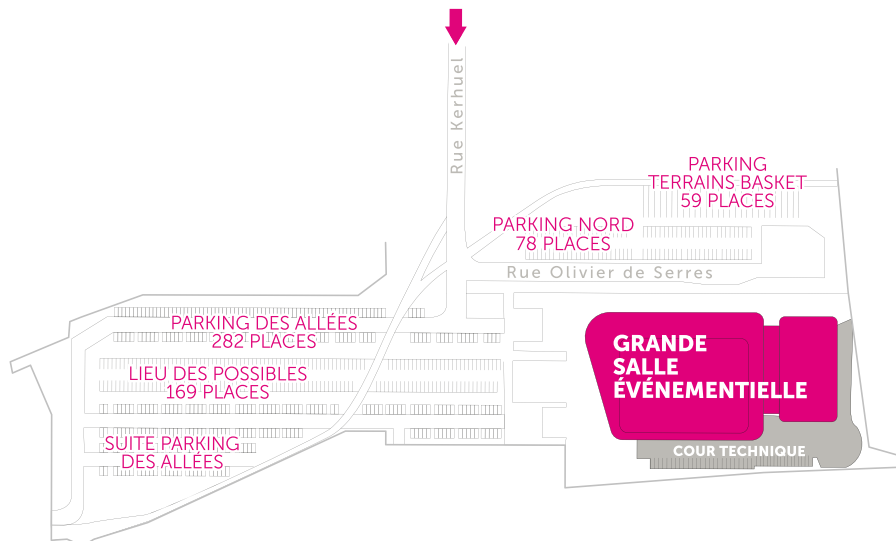 Rue Kerhuel
PARKING
TERRAINS BASKET
59 PLACES
PARKING NORD
78 PLACES
Rue Olivier de Serres
PARKING DES ALLÉES
282 PLACES
LIEU DES POSSIBLES
169 PLACES
SUITE PARKING
DES ALLÉES
GRANDE
SALLE
ÉVÉNEMENTIELLE
COUR TECHNIQUE